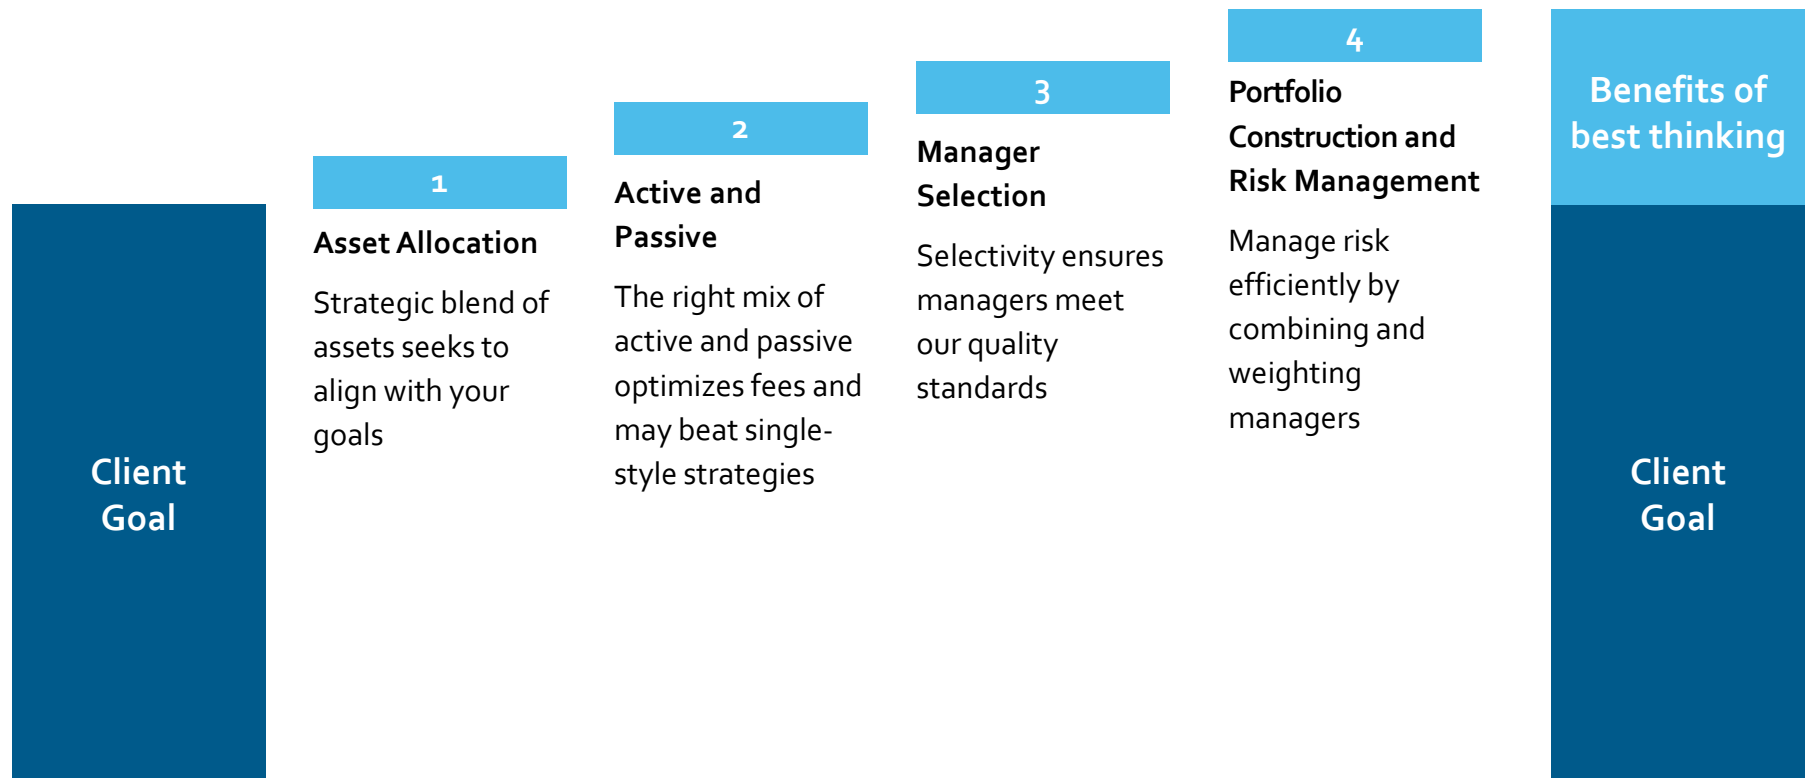 Client
Goal
1
Asset Allocation
Strategic blend of
assets seeks to
align with your
goals
2
Active and
Passive
The right mix of
active and passive
optimizes fees and
may beat single-
style strategies
3
Manager
Selection
Selectivity ensures
managers meet
our quality
standards
4
Portfolio
Construction and
Risk Management
Manage risk
efficiently by
combining and
weighting
managers
Benefits of
best thinking
Client
Goal